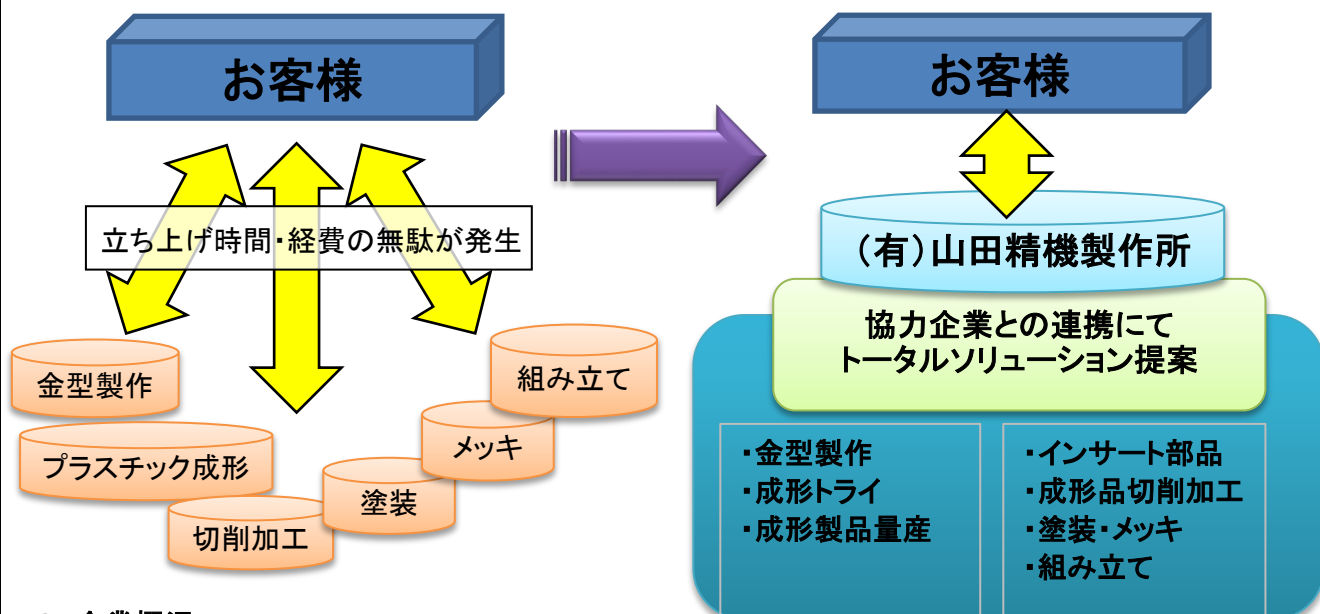 お客様
立ち上げ時間・経費の無駄が発生
金型製作
プラスチック成形
切削加工
塗装
メッキ
組み立て
お客様
（有）山田精機製作所
協力企業との連携にて
トータルソリューション提案
・金型製作
・成形トライ
・成形製品量産
・インサート部品
・成形品切削加工
・塗装・メッキ
・組み立て